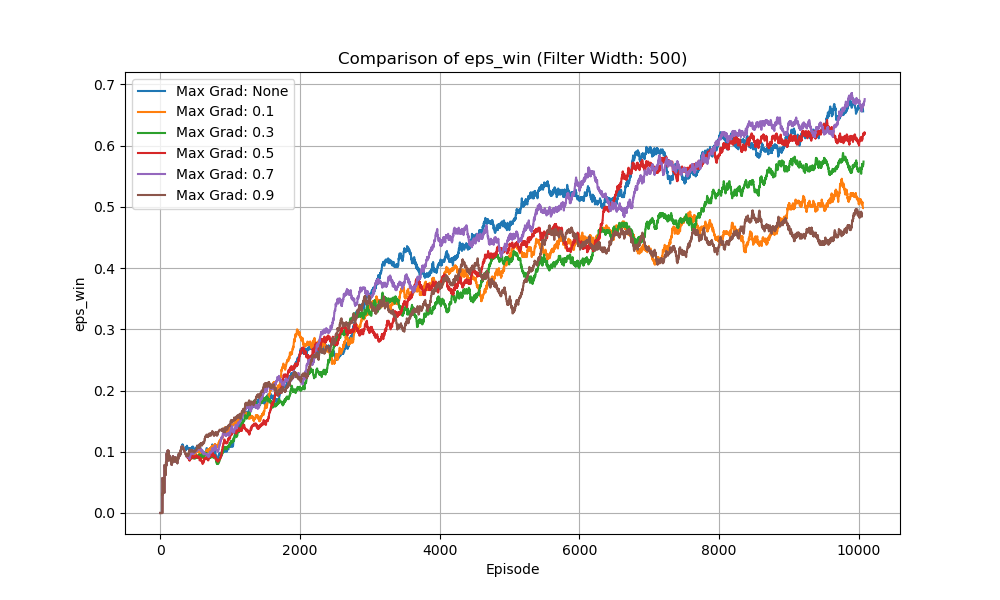 Comparison of eps_win (Filter Width: 500)
Max Grad: None
Max Grad: 0.1
Max Grad: 0.3
Max Grad: 0.5
Max Grad: 0.7
Max Grad: 0.9
0.7
0.6
0.5
0.4
0.3
0.2
0.1
0.0
eps_win
0
2000
4000
6000
8000
10000
Episode